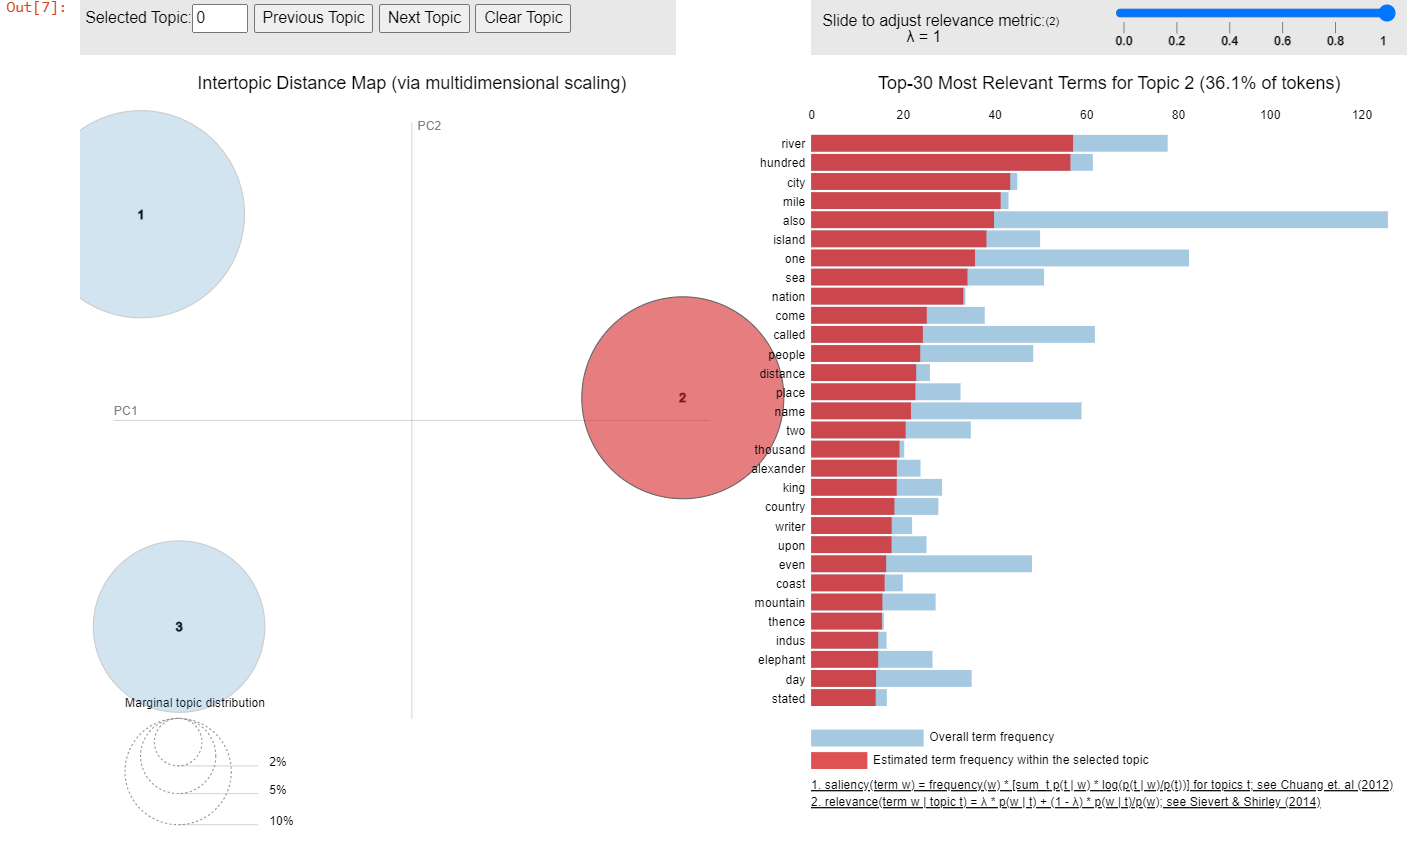 Out[7]:
Selected Topic: 0 Previous Topic Next Topic Clear Topic
Slide to adjust relevance metric:(2)
λ = 1
0.0 0.2 0.4 0.6 0.8 1
Intertopic Distance Map (via multidimensional scaling)
PC2
PC1
1
2
3
Marginal topic distribution
2%
5%
10%
Top-30 Most Relevant Terms for Topic 2 (36.1% of tokens)
0 20 40 60 80 100 120
river
hundred
city
mile
also
island
one
sea
nation
come
called
people
distance
place
name
two
thousand
alexander
king
country
writer
upon
even
coast
mountain
thence
indus
elephant
day
stated
Overall term frequency
Estimated term frequency within the selected topic
1. saliency(term w) = frequency(w) * [sum_t p(t | w) * log(p(t | w)/p(t))] for topics t; see Chuang et. al (2012)
2. relevance(term w | topic t) = λ * p(w | t) + (1 - λ) * p(w | t)/p(w); see Sievert & Shirley (2014)